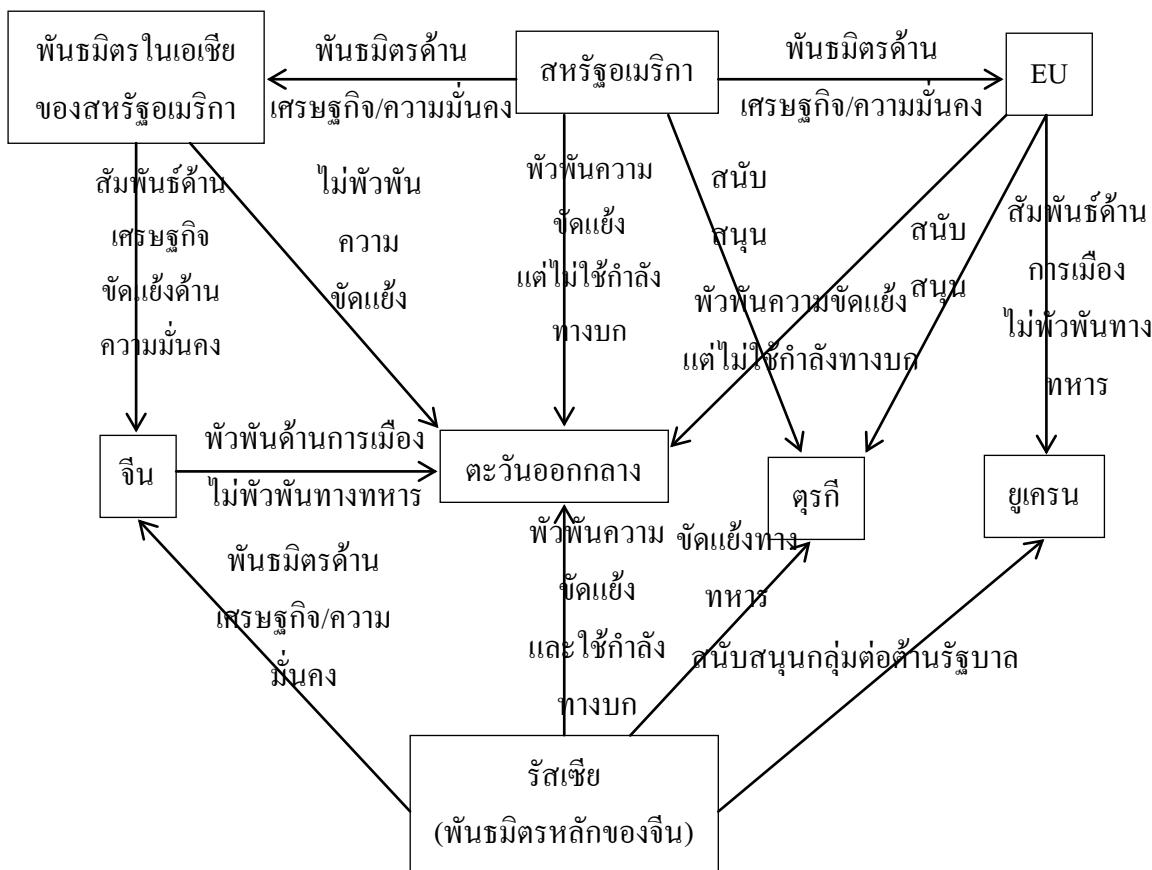 พันธมิตรในเอเชีย
ของสหรัฐอเมริกา
พันธมิตรด้าน
เศรษฐกิจ/ความมั่นคง
สหรัฐอเมริกา
พันธมิตรด้าน
เศรษฐกิจ/ความมั่นคง
EU
สัมพันธ์ด้าน
เศรษฐกิจ
ขัดแย้งด้าน
ความมั่นคง
ไม่พัวพัน
ความ
ขัดแย้ง
พัวพันความ
ขัดแย้ง
แต่ไม่ใช้กำลัง
ทางบก
สนับ
สนุน
พัวพันความขัดแย้ง
แต่ไม่ใช้กำลังทางบก
สนับ
สนุน
สัมพันธ์ด้าน
การเมือง
ไม่พัวพันทาง
ทหาร
จีน
พัวพันด้านการเมือง
ไม่พัวพันทางทหาร
ตะวันออกกลาง
ตุรกี
ยูเครน
พันธมิตรด้าน
เศรษฐกิจ/ความ
มั่นคง
พัวพันความ
ขัดแย้ง
และใช้กำลัง
ทางบก
ขัดแย้งทาง
ทหาร
สนับสนุนกลุ่มต่อต้านรัฐบาล
รัสเซีย
(พันธมิตรหลักของจีน)